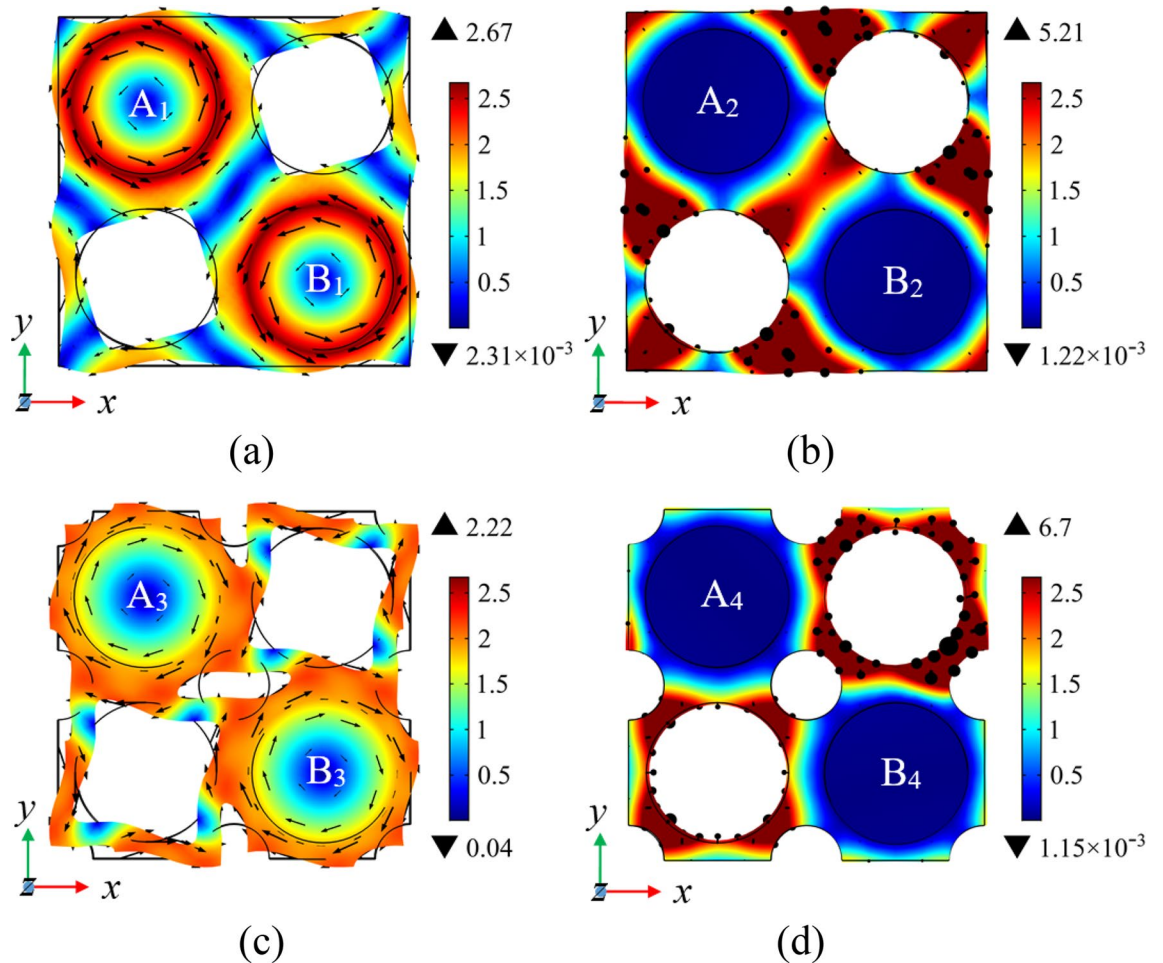 ▲ 2.67
A₁
2.5
2
1.5
1
0.5
B₁
▼ 2.31×10⁻³
y
x
(a)
▲ 5.21
A₂
2.5
2
1.5
1
0.5
B₂
▼ 1.22×10⁻³
y
x
(b)
▲ 2.22
A₃
2.5
2
1.5
1
0.5
B₃
▼ 0.04
y
x
(c)
▲ 6.7
A₄
2.5
2
1.5
1
0.5
B₄
▼ 1.15×10⁻³
y
x
(d)